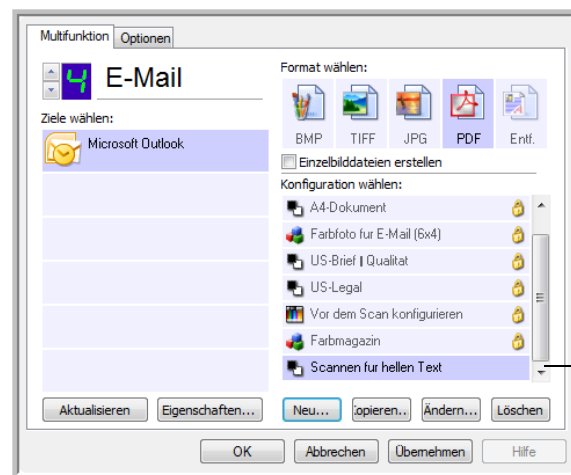 Multifunktion Optionen
4 E-Mail
Ziele wählen:
Microsoft Outlook
Format wählen:
BMP TIFF JPG PDF Entf.
Einzelbilddateien erstellen
Konfiguration wählen:
A4-Dokument
Farbfoto fur E-Mail (6x4)
US-Brief | Qualitat
US-Legal
Vor dem Scan konfigurieren
Farbmagazin
Scannen fur hellen Text
Aktualisieren Eigenschaften... Neu... opieren.. Ändern... Löschen
OK Abbrechen Übernehmen Hilfe